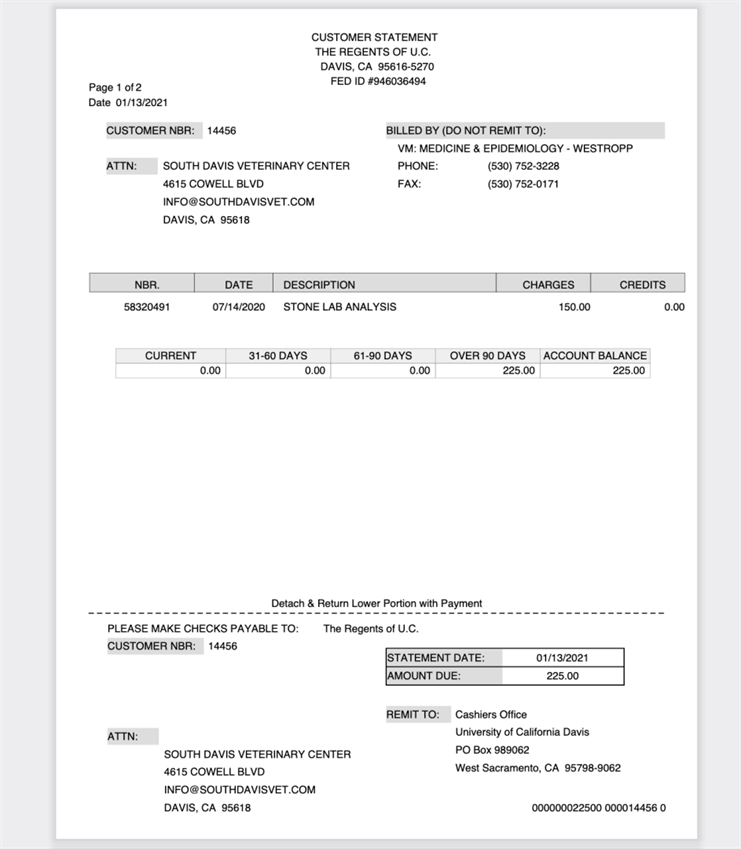 CUSTOMER STATEMENT
THE REGENTS OF U.C.
DAVIS, CA 95616-5270
FED ID #946036494
Page 1 of 2
Date 01/13/2021
CUSTOMER NBR: 14456
BILLED BY (DO NOT REMIT TO):
VM: MEDICINE & EPIDEMIOLOGY - WESTROPP
PHONE: (530) 752-3228
FAX: (530) 752-0171
ATTN: SOUTH DAVIS VETERINARY CENTER
4615 COWELL BLVD
INFO@SOUTHDAVISVET.COM
DAVIS, CA 95618
NBR. DATE DESCRIPTION CHARGES CREDITS
58320491 07/14/2020 STONE LAB ANALYSIS 150.00 0.00
CURRENT 31-60 DAYS 61-90 DAYS OVER 90 DAYS ACCOUNT BALANCE
0.00 0.00 0.00 225.00 225.00
Detach & Return Lower Portion with Payment
PLEASE MAKE CHECKS PAYABLE TO: The Regents of U.C.
CUSTOMER NBR: 14456
STATEMENT DATE: 01/13/2021
AMOUNT DUE: 225.00
REMIT TO: Cashiers Office
University of California Davis
PO Box 989062
West Sacramento, CA 95798-9062
ATTN:
SOUTH DAVIS VETERINARY CENTER
4615 COWELL BLVD
INFO@SOUTHDAVISVET.COM
DAVIS, CA 95618
000000022500 000014456 0